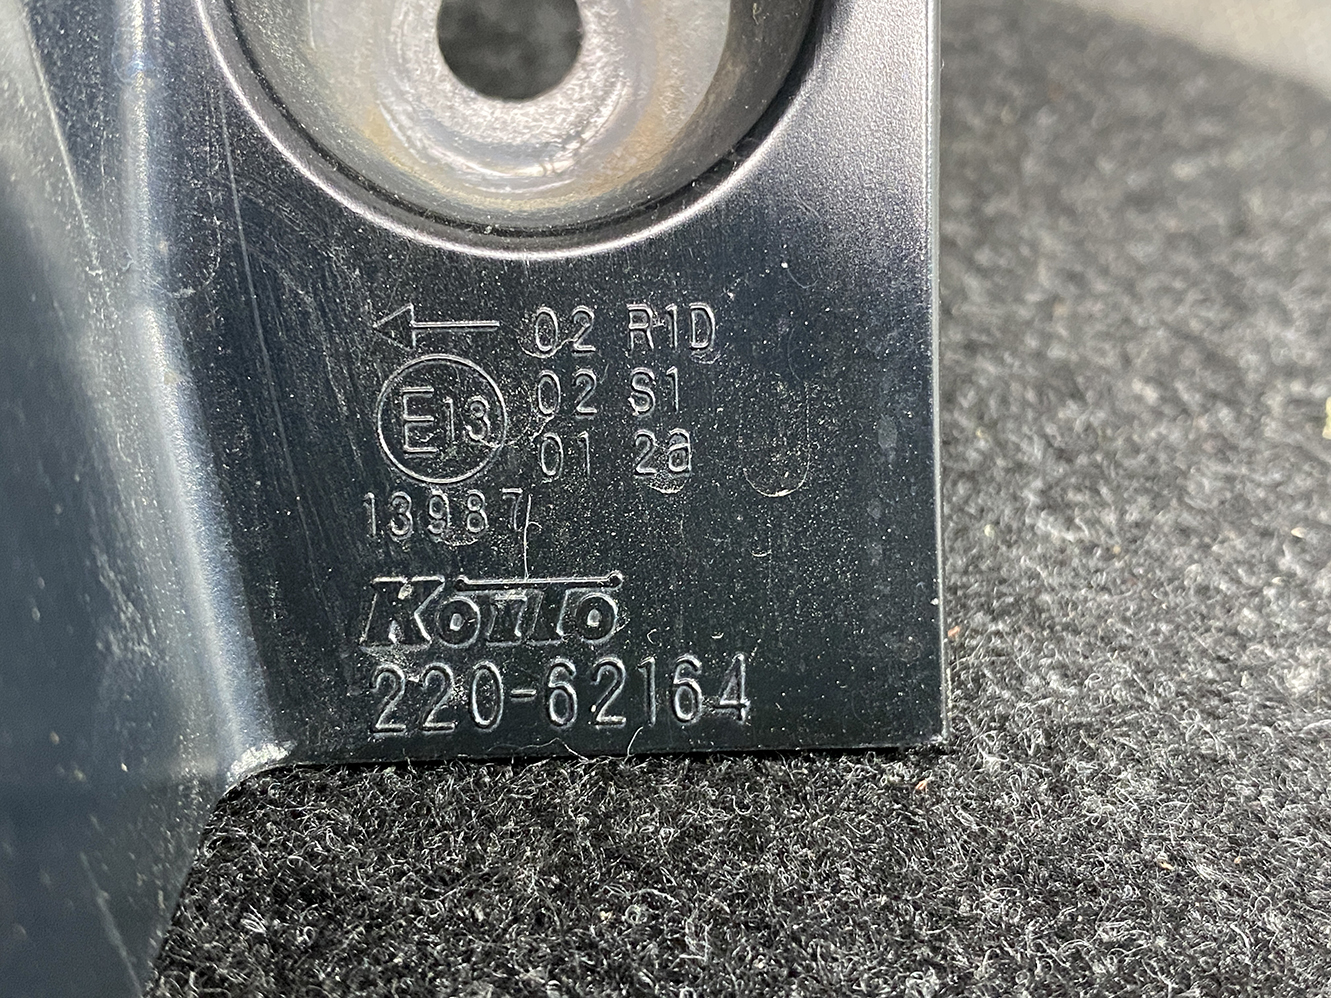 ← 02 R1D
E13 02 S1
01 2a
13987
Koito
220-62164